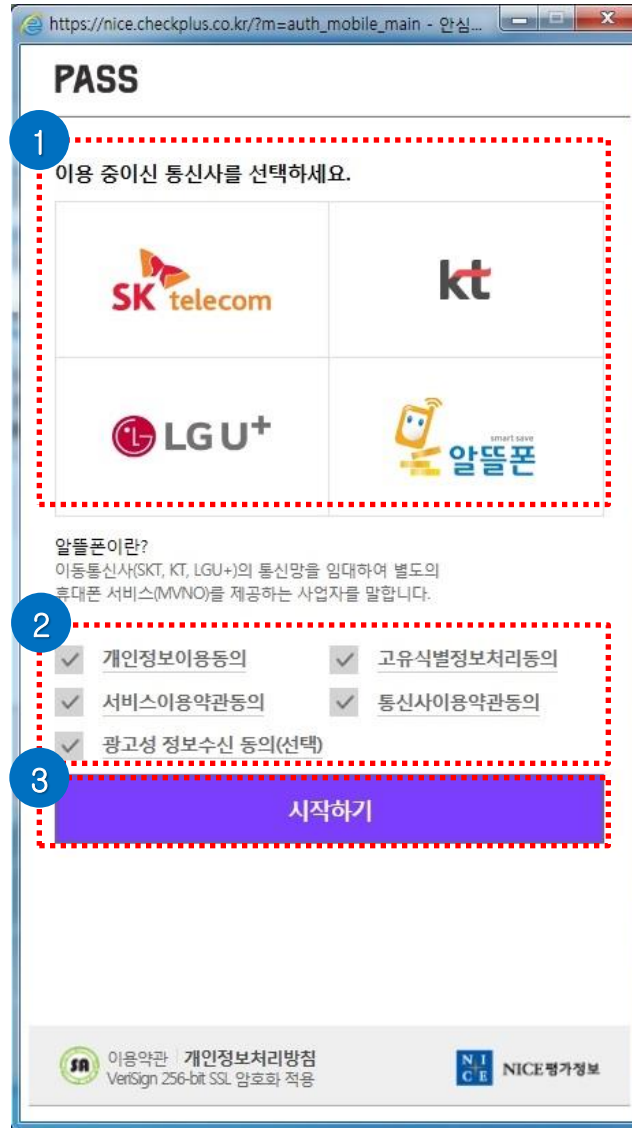 https://nice.checkplus.co.kr/?m=auth_mobile_main - 안심...
PASS
1
이용 중이신 통신사를 선택하세요.
SK telecom
kt
LG U+
smart save
알뜰폰
알뜰폰이란?
이동통신사(SKT, KT, LGU+)의 통신망을 임대하여 별도의
휴대폰 서비스(MVNO)를 제공하는 사업자를 말합니다.
2
개인정보이용동의 고유식별정보처리동의
서비스이용약관동의 통신사이용약관동의
광고성 정보수신 동의(선택)
3
시작하기
SA
이용약관 개인정보처리방침
VeriSign 256-bit SSL 암호화 적용
NICE
NICE평가정보